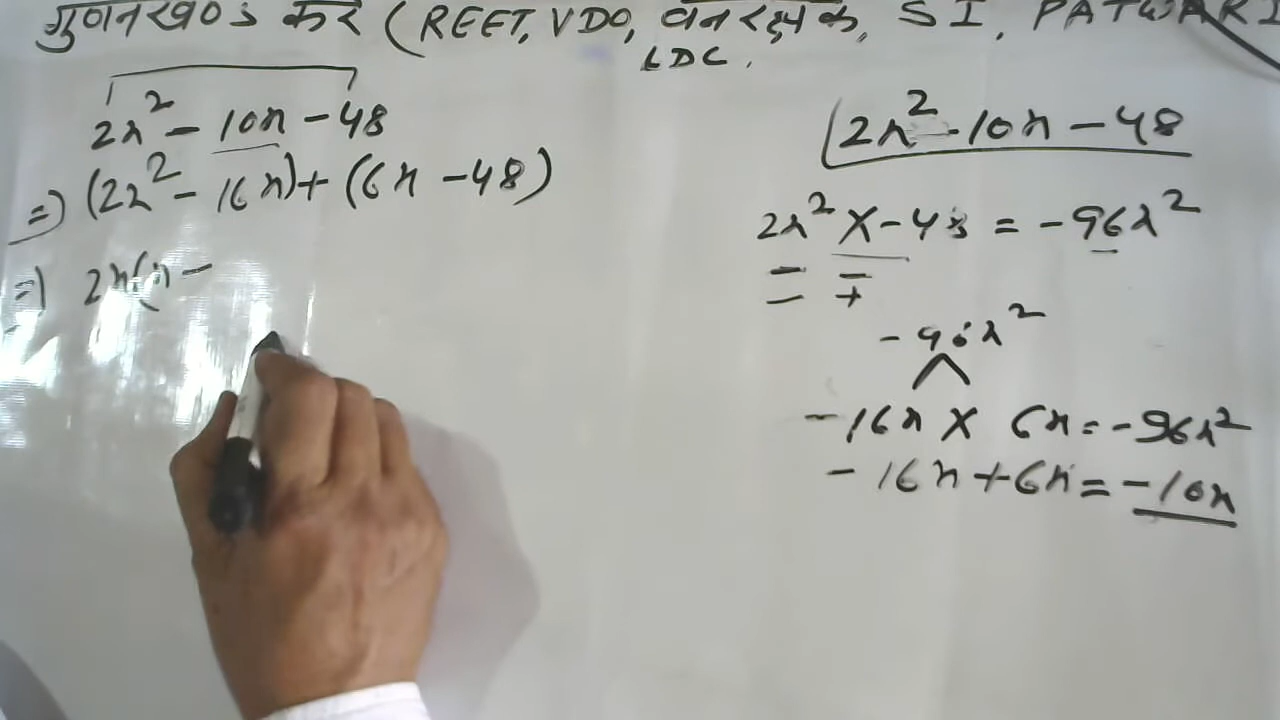 गुणनखण्ड करे (REET, VDO, वनरक्षक, SI, PATWARI
LDC.
2x² - 10x - 48
=) (2x² - 16x) + (6x - 48)
=) 2x(x -
2x² - 10x - 48
2x² X - 48 = - 96x²
= ∓
- 96x²
- 16x X 6x = - 96x²
- 16x + 6x = - 10x